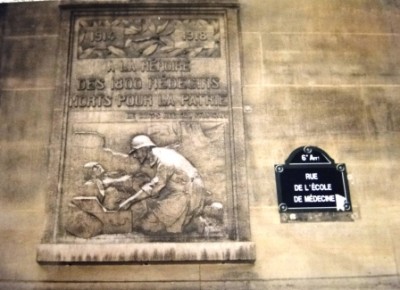 1914 1918
A LA MÉMOIRE
DES 1800 MÉDECINS
MORTS POUR LA PATRIE
6e Arrt
RUE
DE L'ÉCOLE
DE MÉDECINE